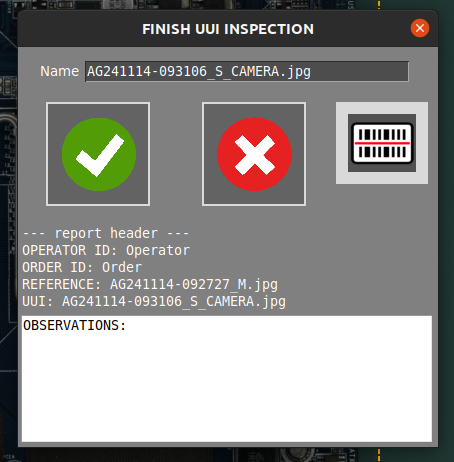 FINISH UUI INSPECTION
Name AG241114-093106_S_CAMERA.jpg
--- report header ---
OPERATOR ID: Operator
ORDER ID: Order
REFERENCE: AG241114-092727_M.jpg
UUI: AG241114-093106_S_CAMERA.jpg
OBSERVATIONS: